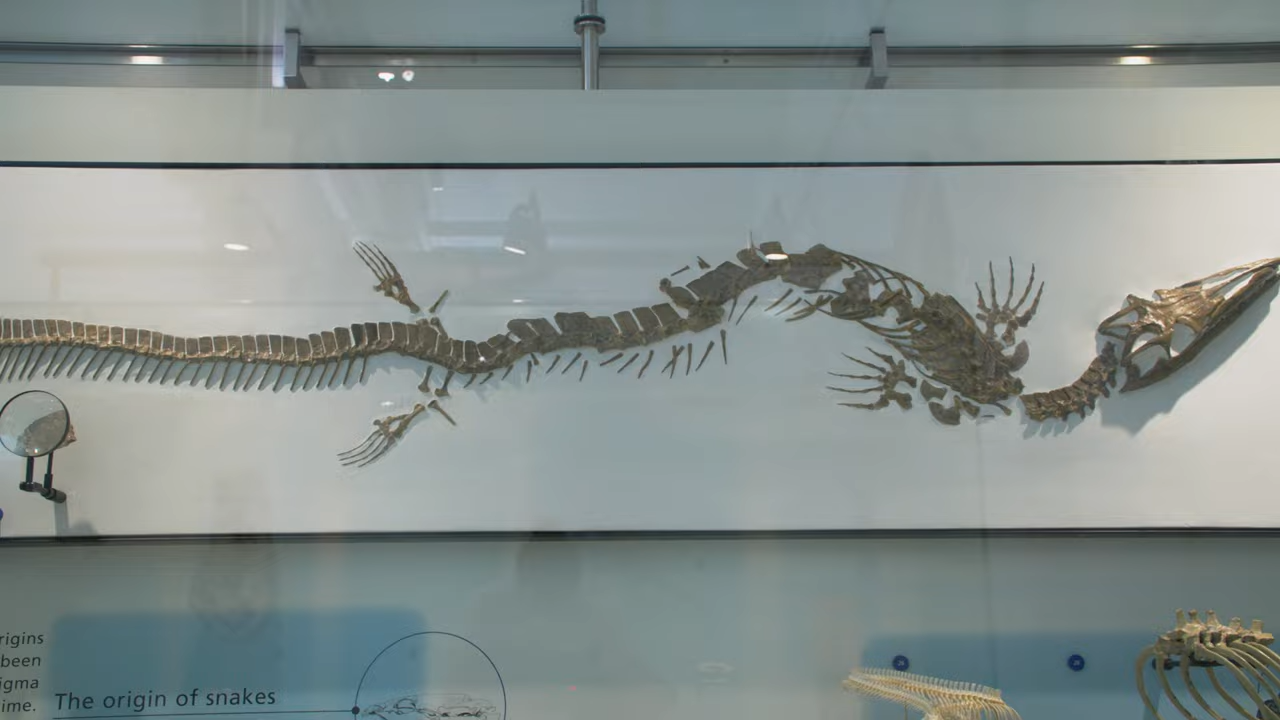 rigins
been
igma
ime.
The origin of snakes